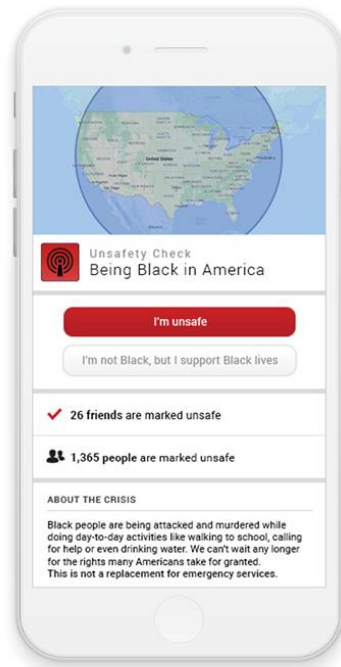 United States
Unsafety Check
Being Black in America
I'm unsafe
I'm not Black, but I support Black lives
26 friends are marked unsafe
1,365 people are marked unsafe
ABOUT THE CRISIS
Black people are being attacked and murdered while
doing day-to-day activities like walking to school, calling
for help or even drinking water. We can't wait any longer
for the rights many Americans take for granted.
This is not a replacement for emergency services.